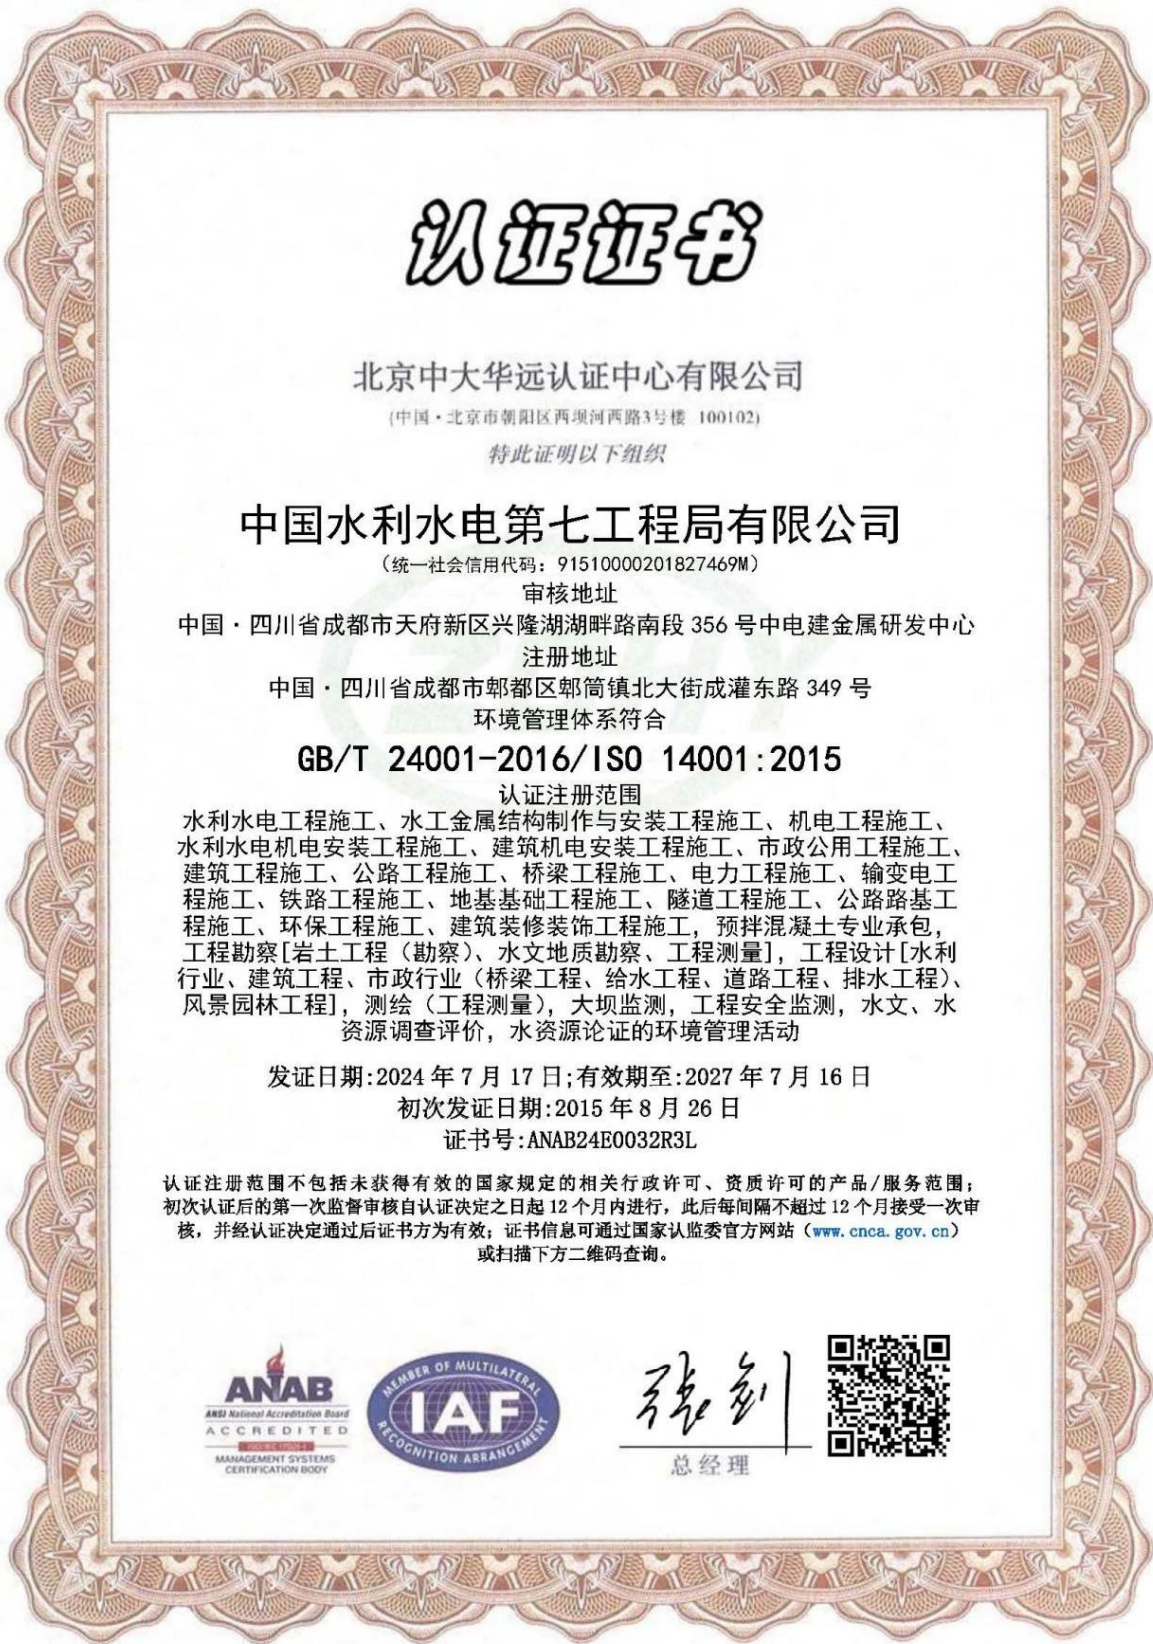 认证证书
北京中大华远认证中心有限公司
(中国·北京市朝阳区西坝河西路3号楼 100102)
特此证明以下组织
中国水利水电第七工程局有限公司
（统一社会信用代码：91510000201827469M）
审核地址
中国·四川省成都市天府新区兴隆湖湖畔路南段 356 号中电建金属研发中心
注册地址
中国·四川省成都市郫都区郫筒镇北大街成灌东路 349 号
环境管理体系符合
GB/T 24001-2016/ISO 14001:2015
认证注册范围
水利水电工程施工、水工金属结构制作与安装工程施工、机电工程施工、
水利水电机电安装工程施工、建筑机电安装工程施工、市政公用工程施工、
建筑工程施工、公路工程施工、桥梁工程施工、电力工程施工、输变电工
程施工、铁路工程施工、地基基础工程施工、隧道工程施工、公路路基工
程施工、环保工程施工、建筑装修装饰工程施工，预拌混凝土专业承包，
工程勘察[岩土工程（勘察）、水文地质勘察、工程测量]，工程设计[水利
行业、建筑工程、市政行业（桥梁工程、给水工程、道路工程、排水工程）、
风景园林工程]，测绘（工程测量），大坝监测，工程安全监测，水文、水
资源调查评价，水资源论证的环境管理活动
发证日期:2024 年 7 月 17 日;有效期至:2027 年 7 月 16 日
初次发证日期:2015 年 8 月 26 日
证书号:ANAB24E0032R3L
认证注册范围不包括未获得有效的国家规定的相关行政许可、资质许可的产品/服务范围；
初次认证后的第一次监督审核自认证决定之日起 12 个月内进行，此后每间隔不超过 12 个月接受一次审
核，并经认证决定通过后证书方为有效；证书信息可通过国家认监委官方网站（www.cnca.gov.cn）
或扫描下方二维码查询。
ANAB
ANSI National Accreditation Board
ACCREDITED
MANAGEMENT SYSTEMS
CERTIFICATION BODY
MEMBER OF MULTILATERAL
IAF
RECOGNITION ARRANGEMENT
张剑
总经理